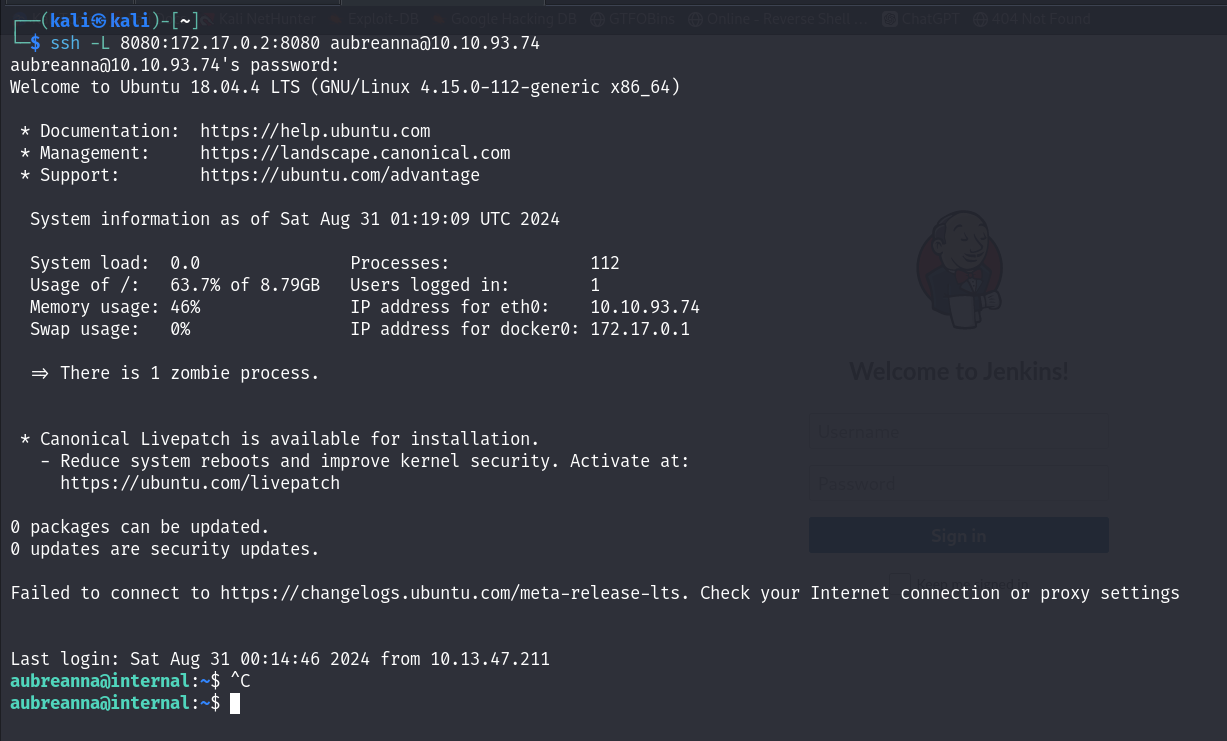 Kali NetHunter Exploit-DB Google Hacking DB GTFOBins Online - Reverse Shell ChatGPT 404 Not Found
┌──(kali㉿kali)-[~]
└─$ ssh -L 8080:172.17.0.2:8080 aubreanna@10.10.93.74
aubreanna@10.10.93.74's password:
Welcome to Ubuntu 18.04.4 LTS (GNU/Linux 4.15.0-112-generic x86_64)
* Documentation:  https://help.ubuntu.com
* Management:     https://landscape.canonical.com
* Support:        https://ubuntu.com/advantage
System information as of Sat Aug 31 01:19:09 UTC 2024
System load:  0.0               Processes:              112
Usage of /:   63.7% of 8.79GB   Users logged in:        1
Memory usage: 46%               IP address for eth0:    10.10.93.74
Swap usage:   0%                IP address for docker0: 172.17.0.1
=> There is 1 zombie process.
Welcome to Jenkins!
* Canonical Livepatch is available for installation.
Username
- Reduce system reboots and improve kernel security. Activate at:
https://ubuntu.com/livepatch
Password
0 packages can be updated.
Sign in
0 updates are security updates.
Keep me signed in
Failed to connect to https://changelogs.ubuntu.com/meta-release-lts. Check your Internet connection or proxy settings
Last login: Sat Aug 31 00:14:46 2024 from 10.13.47.211
aubreanna@internal:~$ ^C
aubreanna@internal:~$